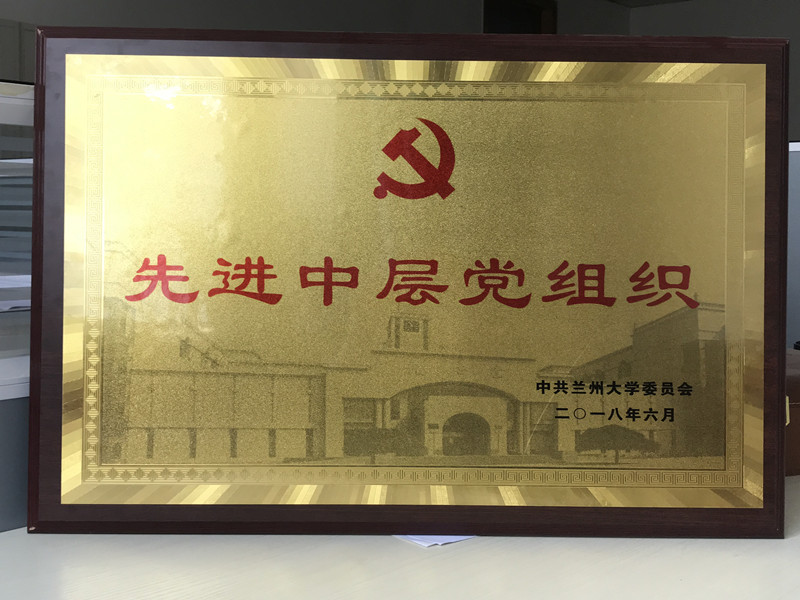 先进中层党组织
中共兰州大学委员会
二〇一八年六月